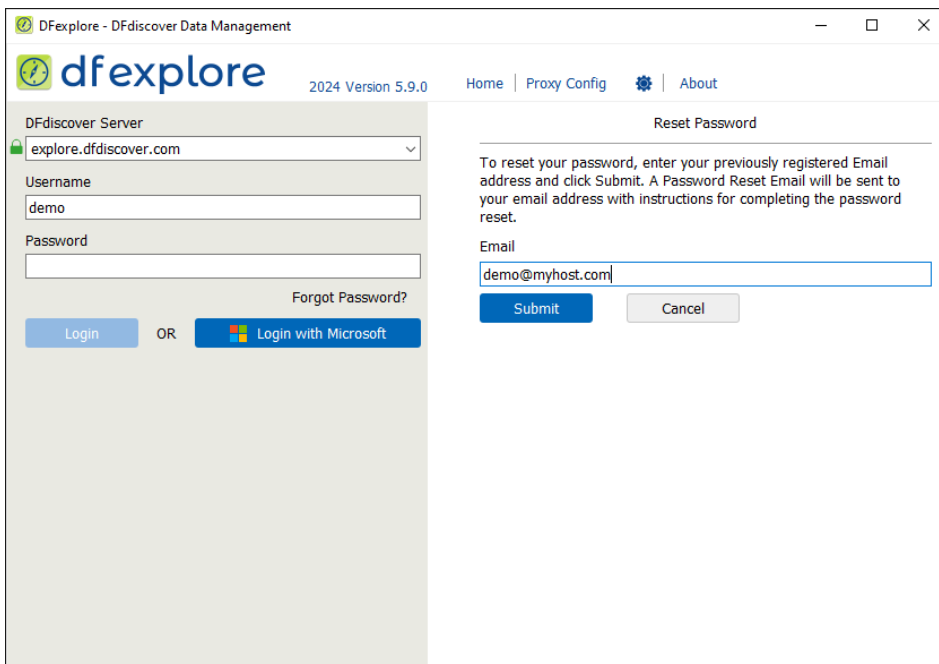 DFexplore - DFdiscover Data Management
dfexplore
2024 Version 5.9.0
Home
Proxy Config
About
DFdiscover Server
explore.dfdiscover.com
Username
demo
Password
Forgot Password?
Login
OR
Login with Microsoft
Reset Password
To reset your password, enter your previously registered Email
address and click Submit. A Password Reset Email will be sent to
your email address with instructions for completing the password
reset.
Email
demo@myhost.com
Submit
Cancel